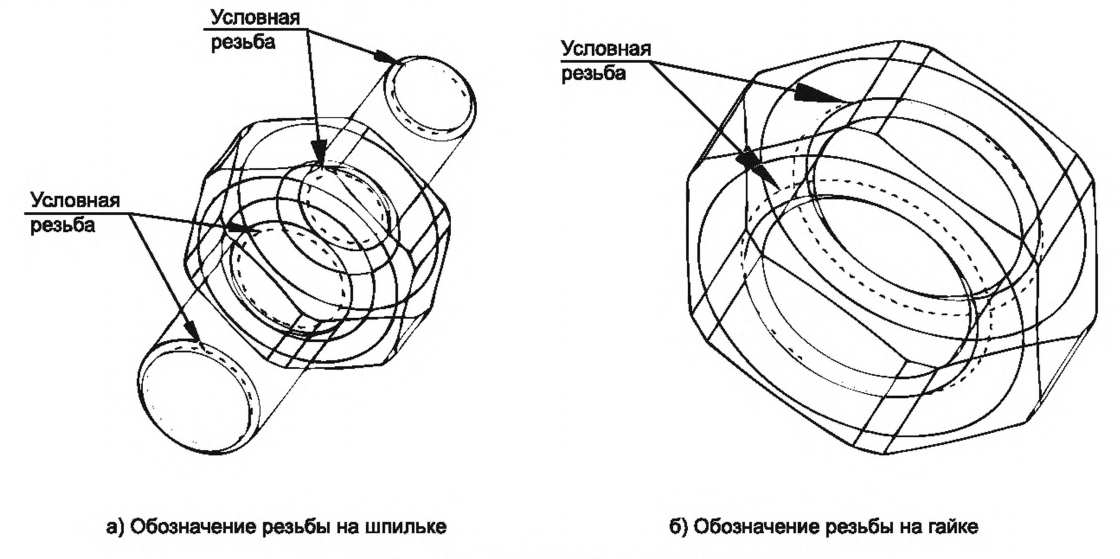 Условная
резьба
Условная
резьба
Условная
резьба
а) Обозначение резьбы на шпильке
б) Обозначение резьбы на гайке